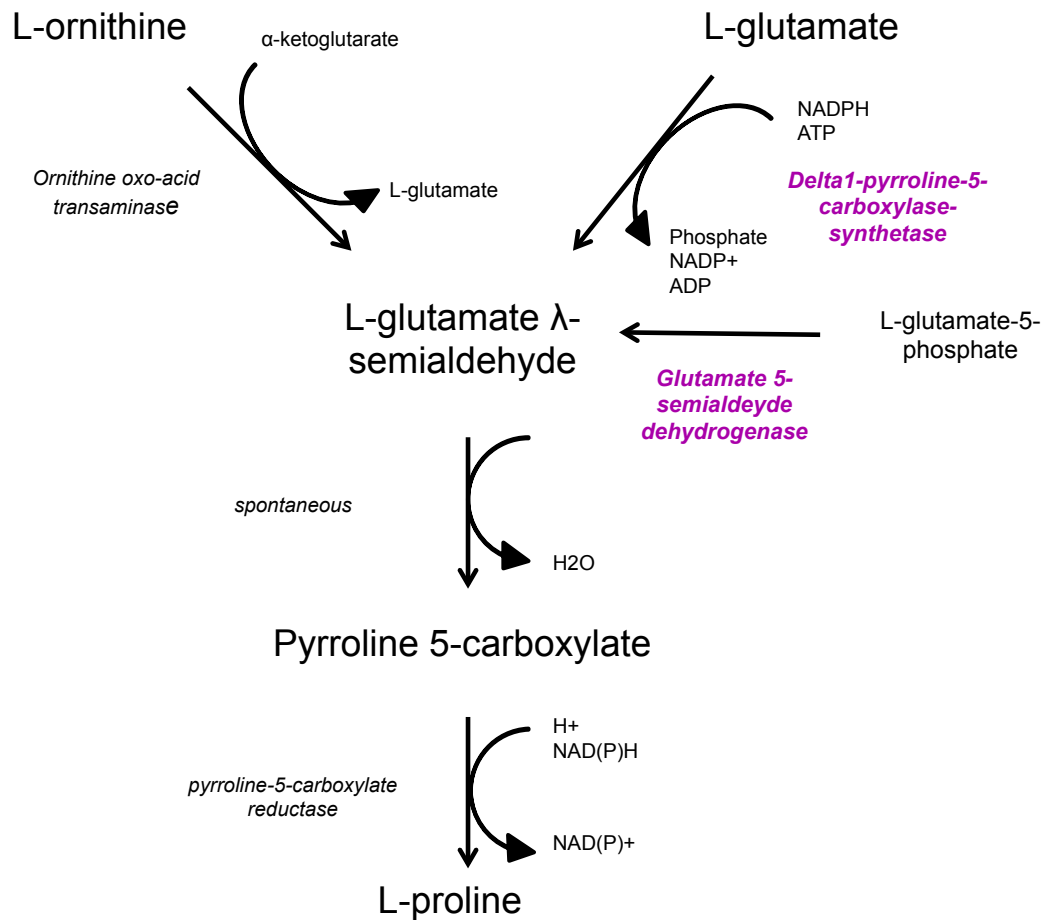 L-ornithine
α-ketoglutarate
L-glutamate
NADPH
ATP
Ornithine oxo-acid
transaminase
L-glutamate
Delta1-pyrroline-5-
carboxylase-
synthetase
Phosphate
NADP+
ADP
L-glutamate λ-
semialdehyde
L-glutamate-5-
phosphate
Glutamate 5-
semialdeyde
dehydrogenase
spontaneous
H2O
Pyrroline 5-carboxylate
H+
NAD(P)H
pyrroline-5-carboxylate
reductase
NAD(P)+
L-proline